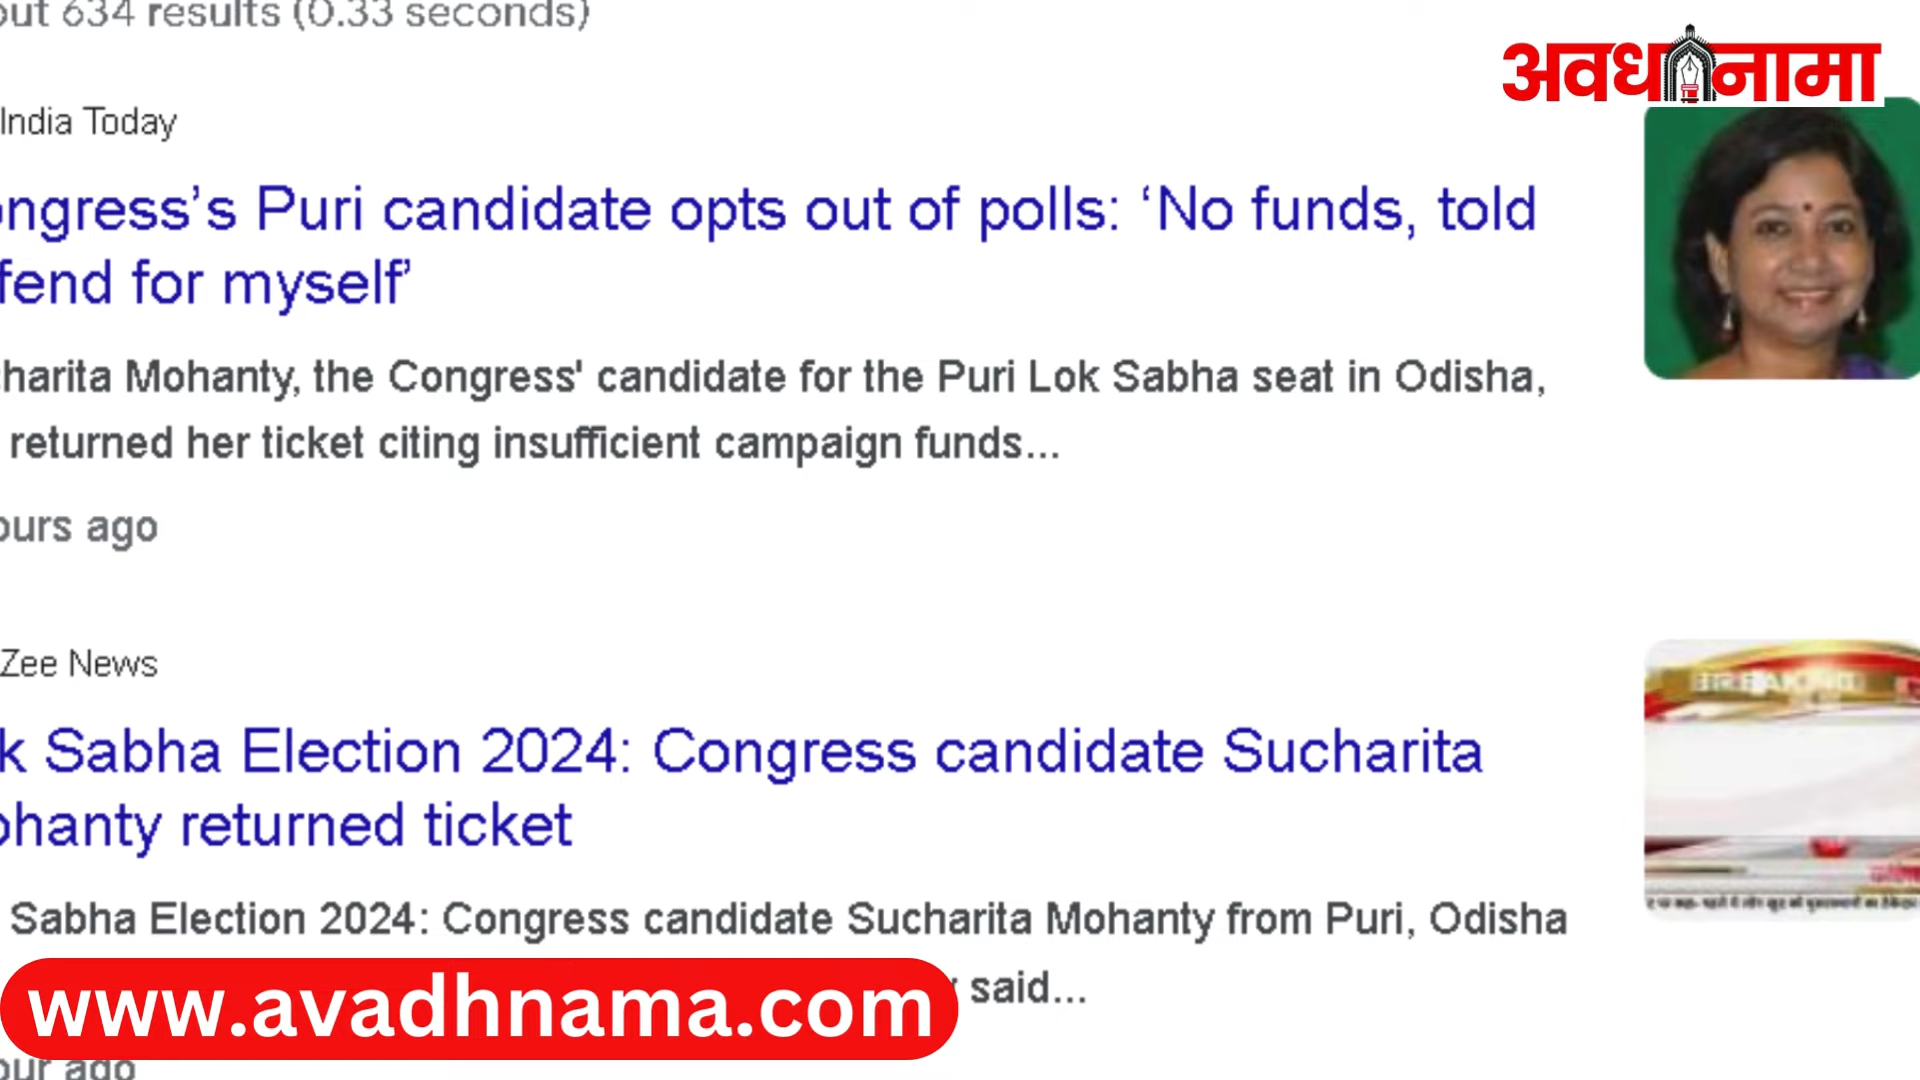 out 634 results (0.33 seconds)
अवधनामा
India Today
ongress’s Puri candidate opts out of polls: ‘No funds, told
fend for myself’
charita Mohanty, the Congress' candidate for the Puri Lok Sabha seat in Odisha,
returned her ticket citing insufficient campaign funds...
ours ago
Zee News
k Sabha Election 2024: Congress candidate Sucharita
ohanty returned ticket
Sabha Election 2024: Congress candidate Sucharita Mohanty from Puri, Odisha
said...
www.avadhnama.com
our ago
BREAKING